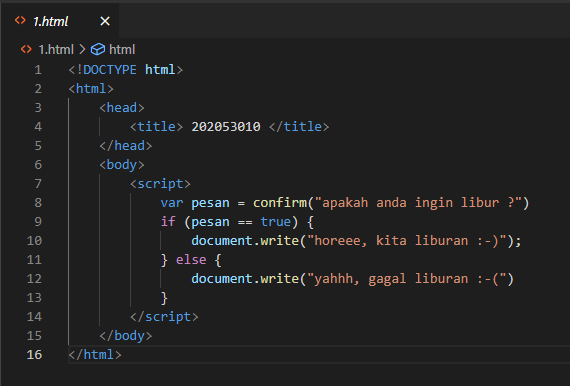 1.html ×
1.html > html
1 <!DOCTYPE html>
2 <html>
3 <head>
4 <title> 202053010 </title>
5 </head>
6 <body>
7 <script>
8 var pesan = confirm("apakah anda ingin libur ?")
9 if (pesan == true) {
10 document.write("horeee, kita liburan :-)");
11 } else {
12 document.write("yahhh, gagal liburan :-(")
13 }
14 </script>
15 </body>
16 </html>